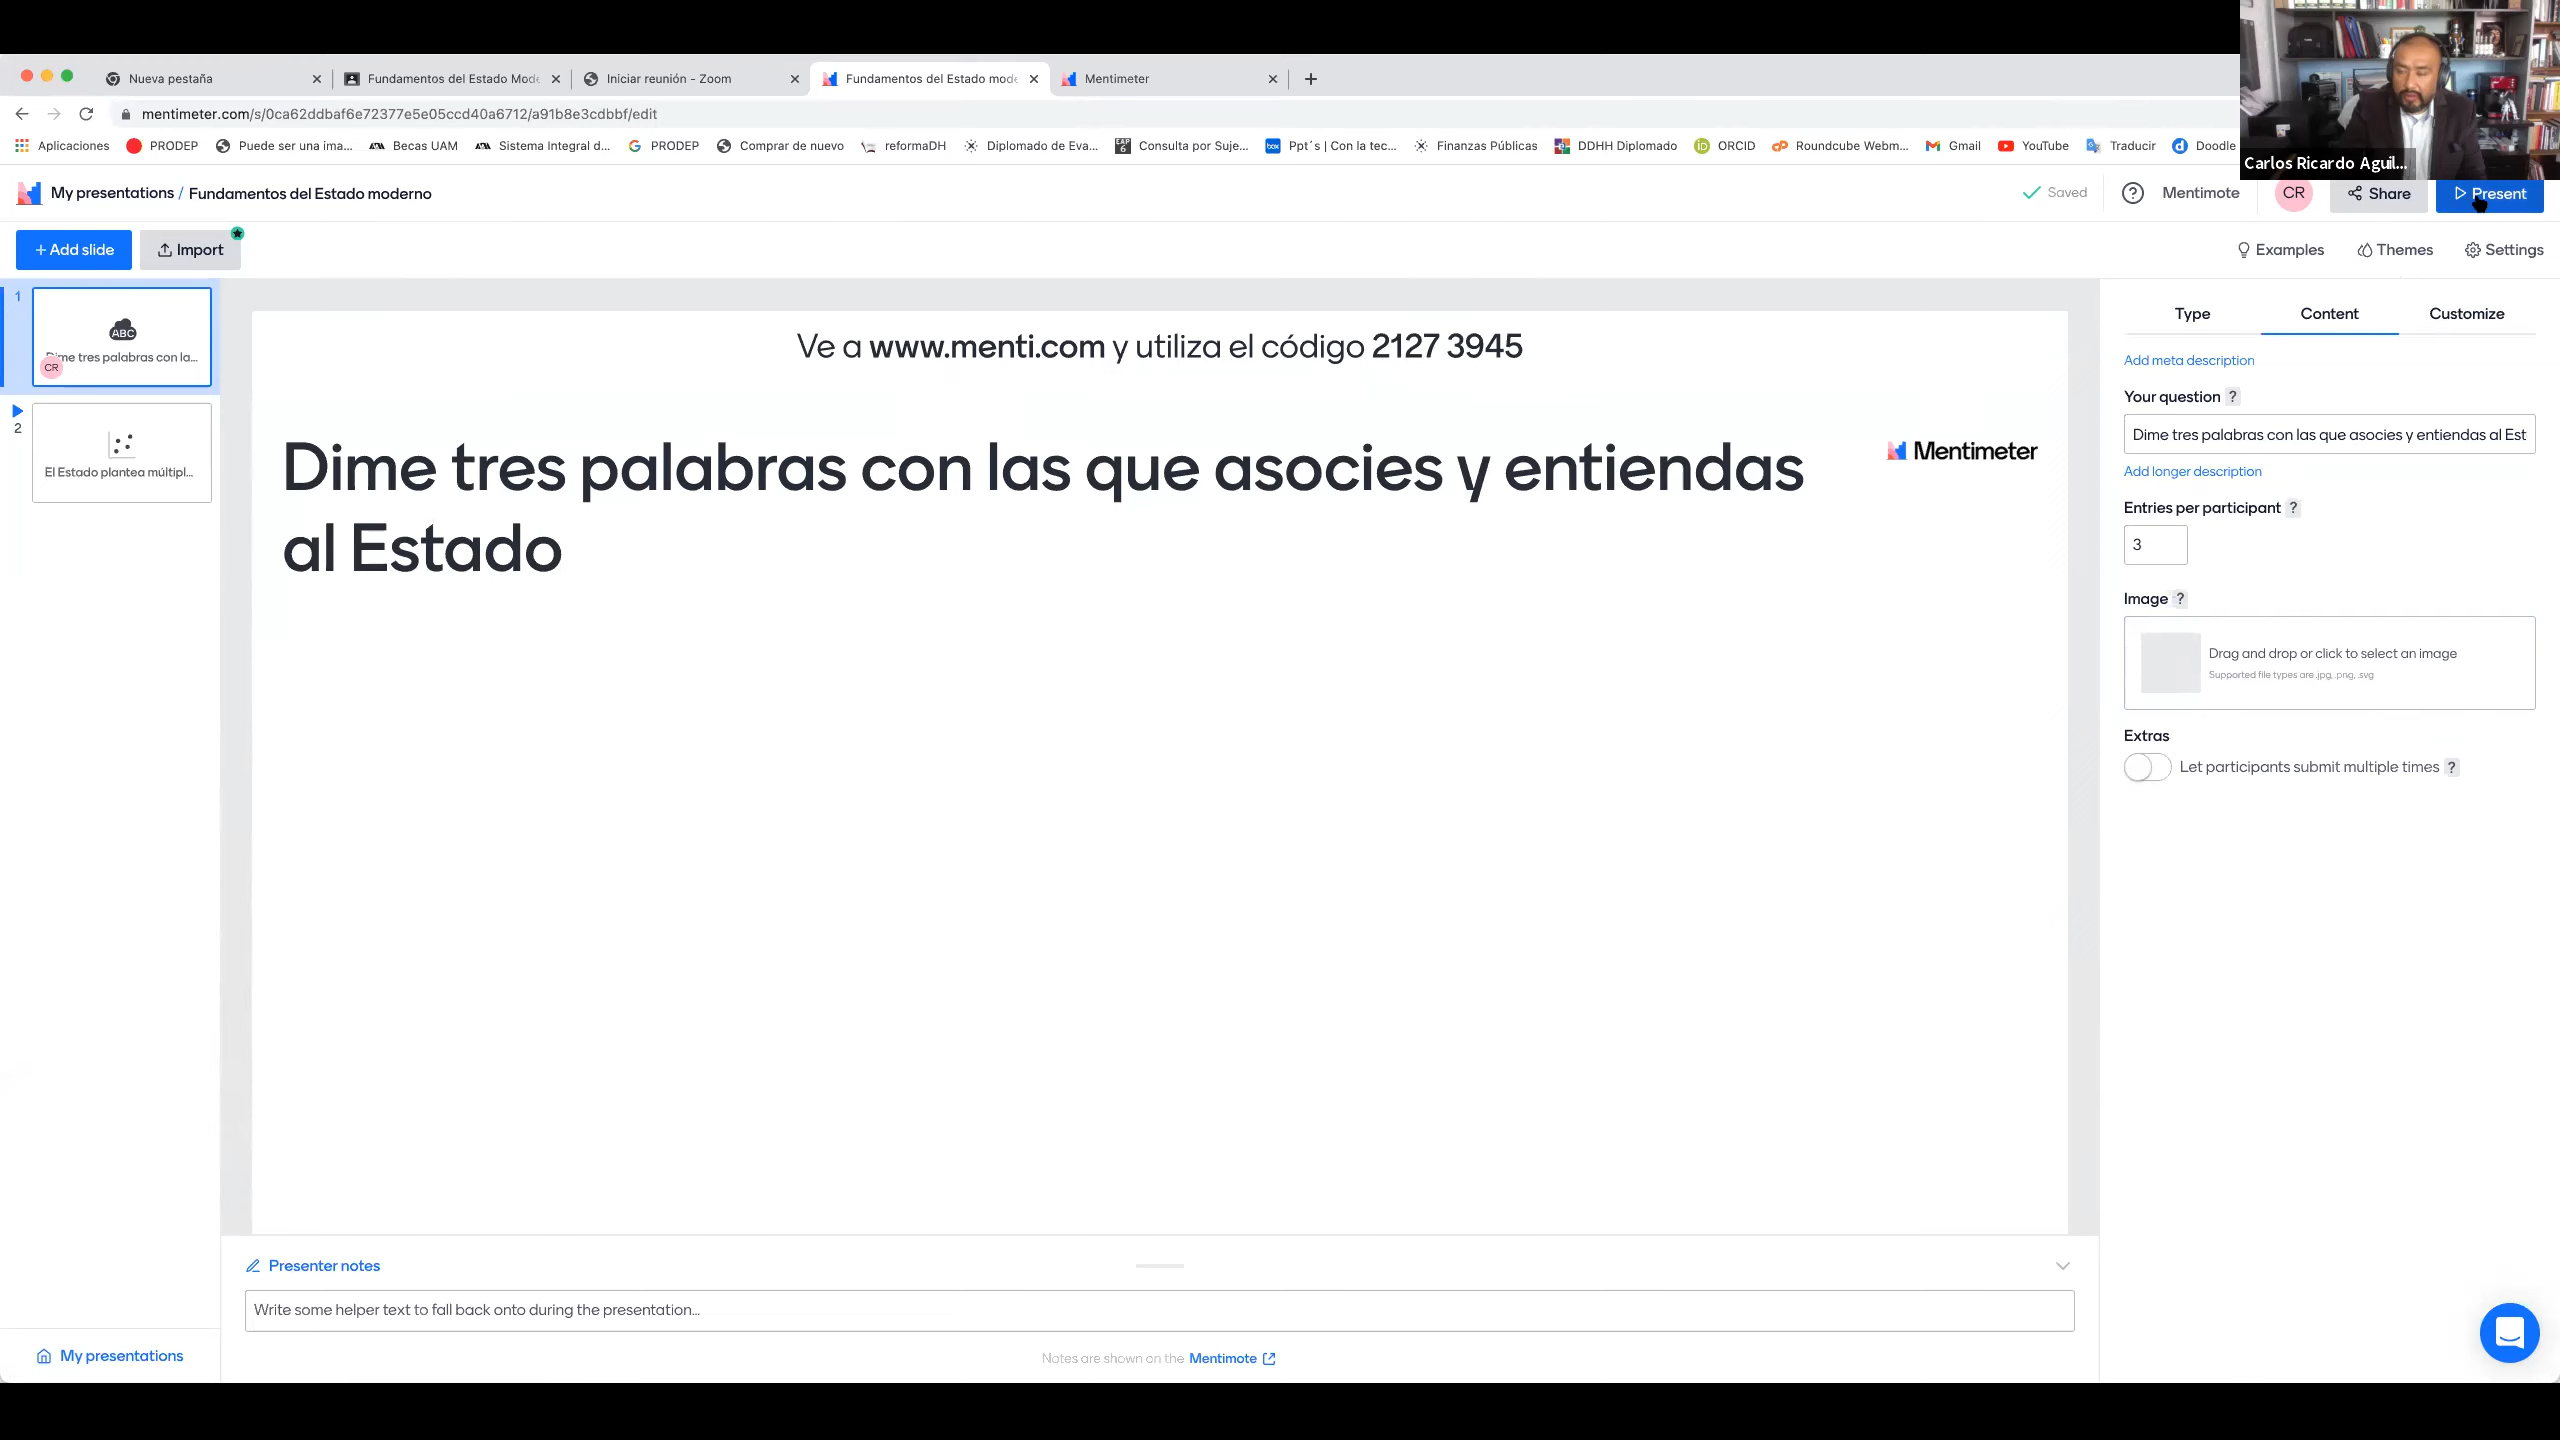 Nueva pestaña
Fundamentos del Estado Mode
Iniciar reunión - Zoom
Fundamentos del Estado mode
Mentimeter
mentimeter.com/s/0ca62ddbaf6e72377e5e05ccd40a6712/a91b8e3cdbbf/edit
Aplicaciones
PRODEP
Puede ser una ima...
Becas UAM
Sistema Integral d...
PRODEP
Comprar de nuevo
reformaDH
Diplomado de Eva...
Consulta por Suje...
Ppt´s | Con la tec...
Finanzas Públicas
DDHH Diplomado
ORCID
Roundcube Webm...
Gmail
YouTube
Traducir
Doodle
Carlos Ricardo Aguil...
My presentations / Fundamentos del Estado moderno
Saved
Mentimote
CR
Share
Present
+ Add slide
Import
Examples
Themes
Settings
1
ABC
Dime tres palabras con la...
CR
2
El Estado plantea múltipl...
Ve a www.menti.com y utiliza el código 2127 3945
Dime tres palabras con las que asocies y entiendas
al Estado
Mentimeter
Type
Content
Customize
Add meta description
Your question ?
Dime tres palabras con las que asocies y entiendas al Est
Add longer description
Entries per participant ?
3
Image ?
Drag and drop or click to select an image
Supported file types are .jpg, .png, .svg
Extras
Let participants submit multiple times ?
Presenter notes
Write some helper text to fall back onto during the presentation...
Notes are shown on the Mentimote
My presentations